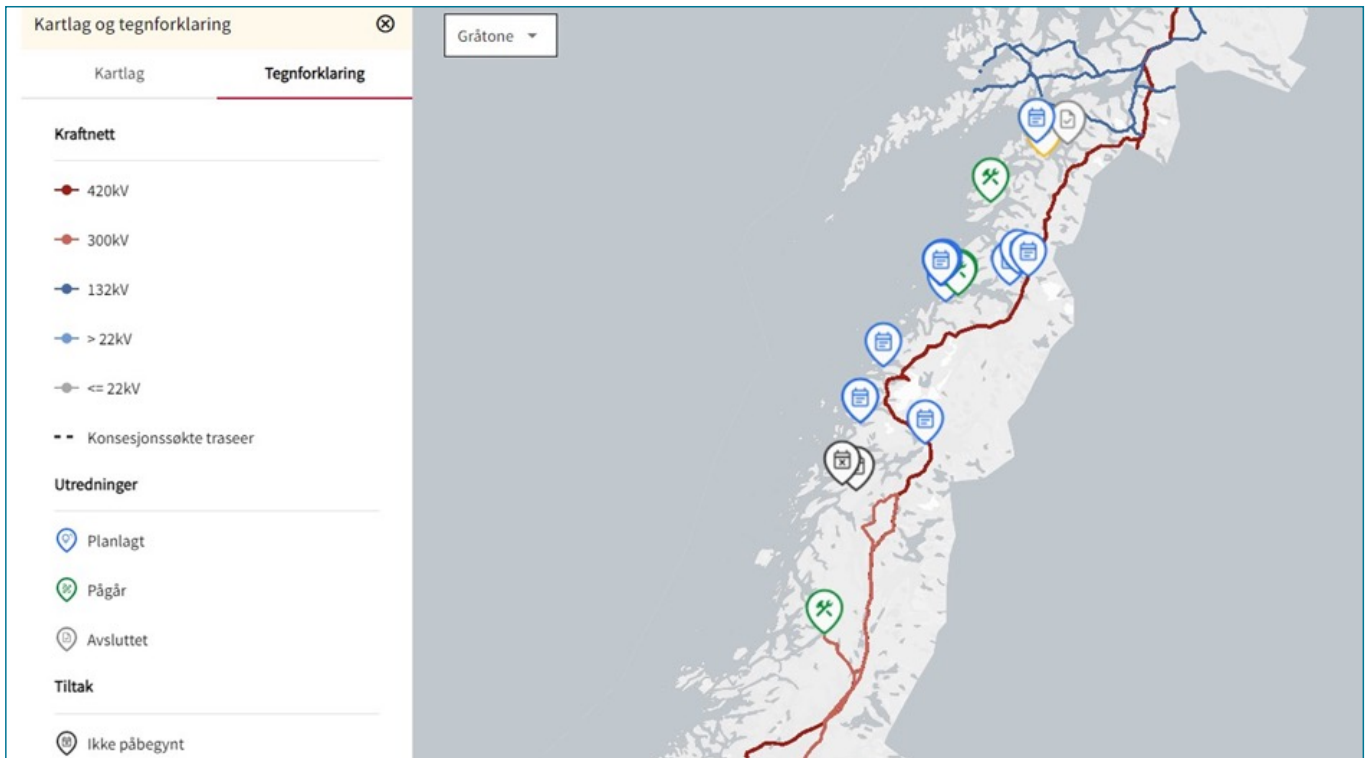 Kartlag og tegnforklaring
Gråtone
Kartlag
Tegnforklaring
Kraftnett
420kV
300kV
132kV
> 22kV
<= 22kV
Konsesjonssøkte traseer
Utredninger
Planlagt
Pågår
Avsluttet
Tiltak
Ikke påbegynt